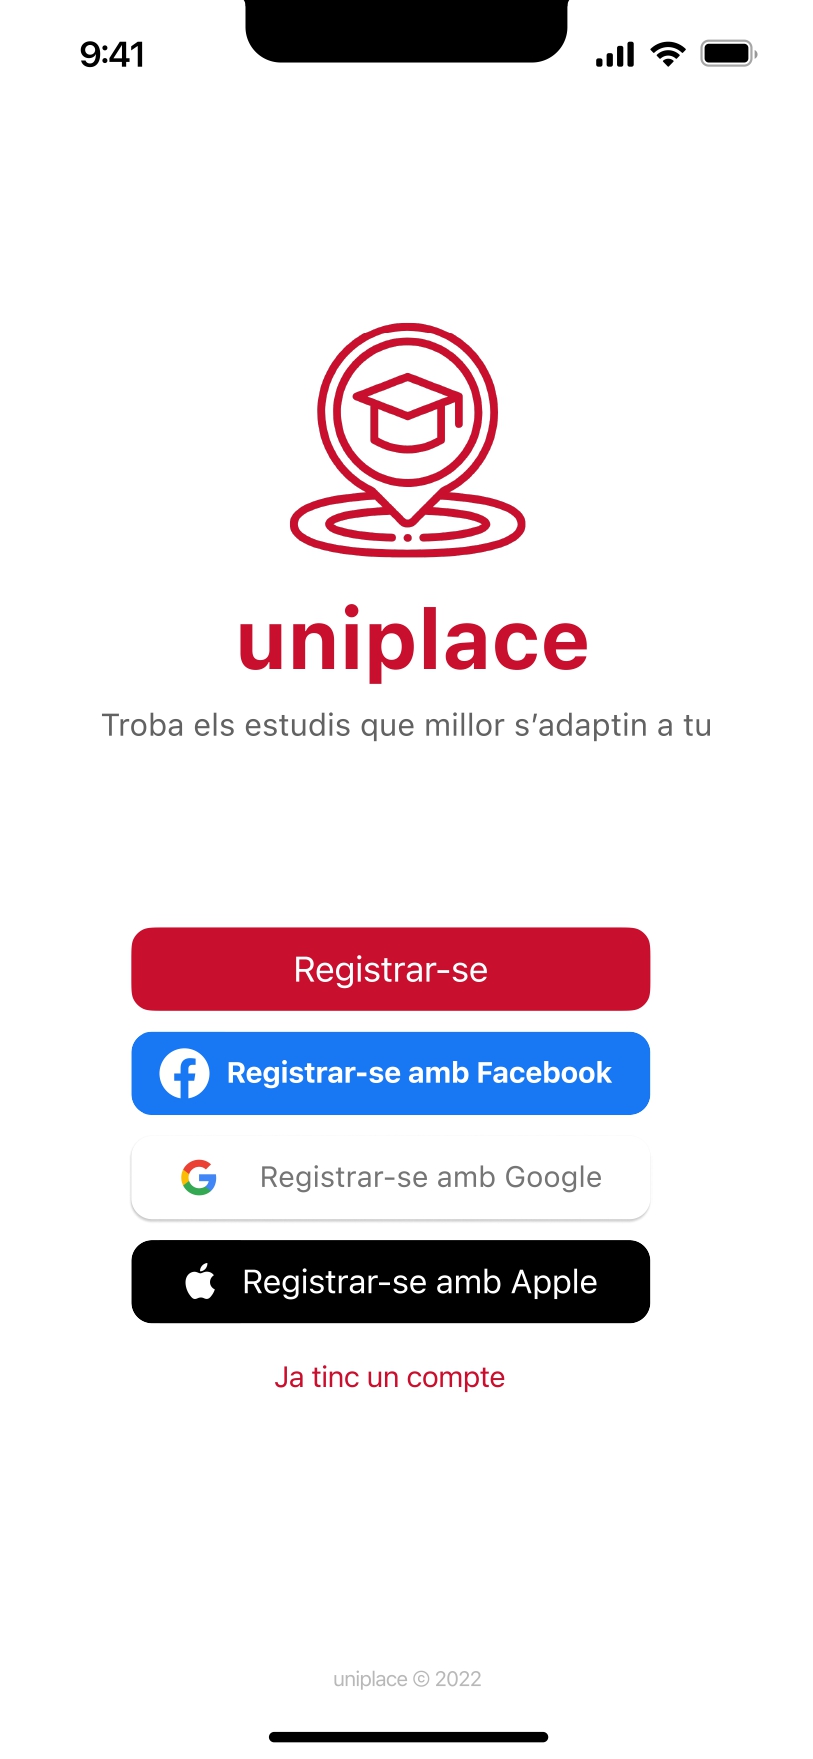 9:41
uniplace
Troba els estudis que millor s’adaptin a tu
Registrar-se
Registrar-se amb Facebook
Registrar-se amb Google
Registrar-se amb Apple
Ja tinc un compte
uniplace © 2022